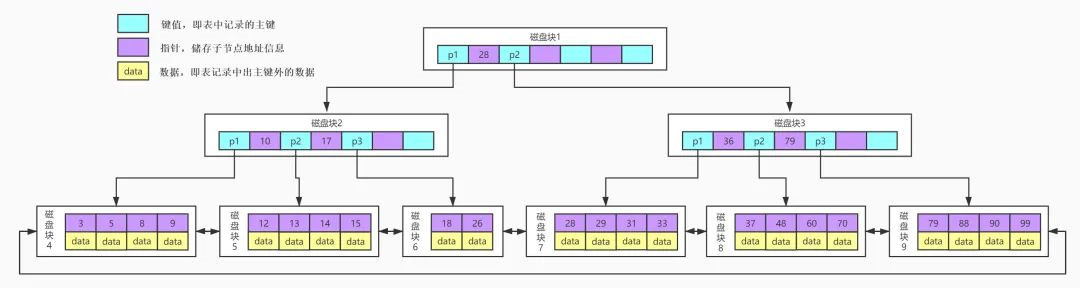 键值，即表中记录的主键
指针，储存子节点地址信息
data 数据，即表记录中出主键外的数据
磁盘块1
p1 28 p2
磁盘块2
p1 10 p2 17 p3
磁盘块3
p1 36 p2 79 p3
磁盘块4
3 5 8 9
data data data data
磁盘块5
12 13 14 15
data data data data
磁盘块6
18 26
data data
磁盘块7
28 29 31 33
data data data data
磁盘块8
37 48 60 70
data data data data
磁盘块9
79 88 90 99
data data data data